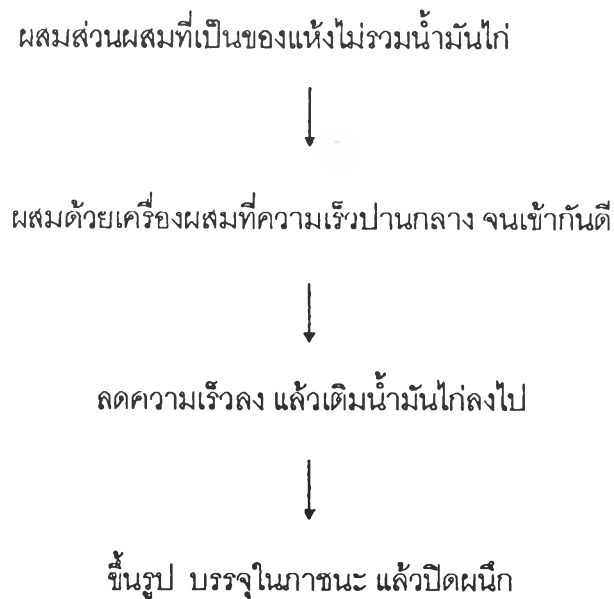 ผสมส่วนผสมที่เป็นของแห้งไม่รวมน้ำมันไก่
ผสมด้วยเครื่องผสมที่ความเร็วปานกลาง จนเข้ากันดี
ลดความเร็วลง แล้วเติมน้ำมันไก่ลงไป
ขึ้นรูป บรรจุในภาชนะ แล้วปิดผนึก